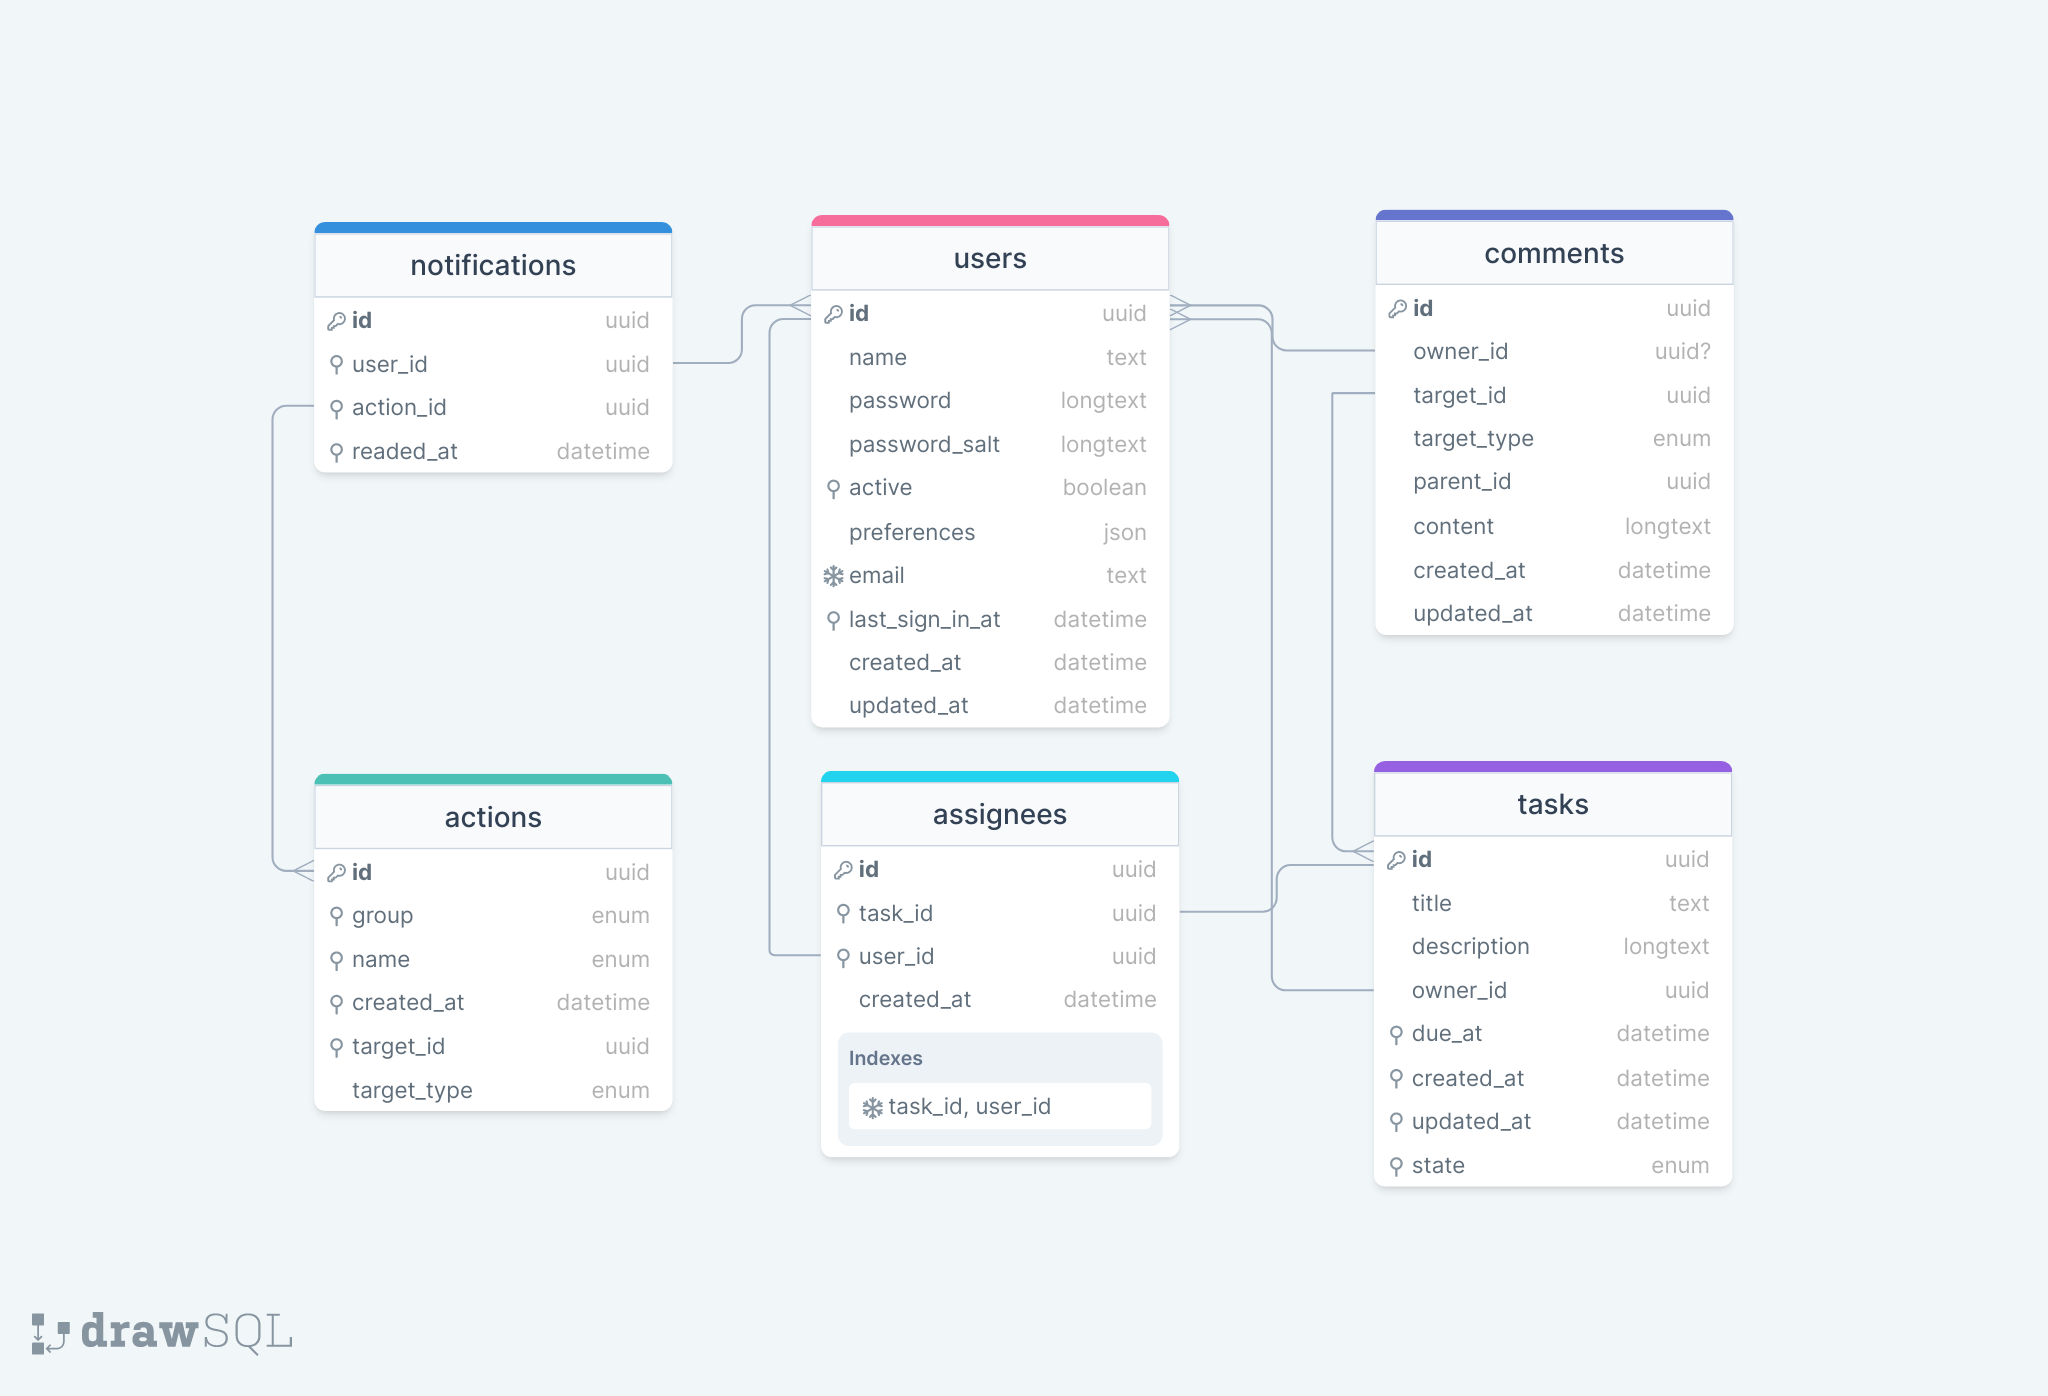 notifications
id uuid
user_id uuid
action_id uuid
readed_at datetime
users
id uuid
name text
password longtext
password_salt longtext
active boolean
preferences json
email text
last_sign_in_at datetime
created_at datetime
updated_at datetime
comments
id uuid
owner_id uuid?
target_id uuid
target_type enum
parent_id uuid
content longtext
created_at datetime
updated_at datetime
actions
id uuid
group enum
name enum
created_at datetime
target_id uuid
target_type enum
assignees
id uuid
task_id uuid
user_id uuid
created_at datetime
Indexes
task_id, user_id
tasks
id uuid
title text
description longtext
owner_id uuid
due_at datetime
created_at datetime
updated_at datetime
state enum
drawSQL